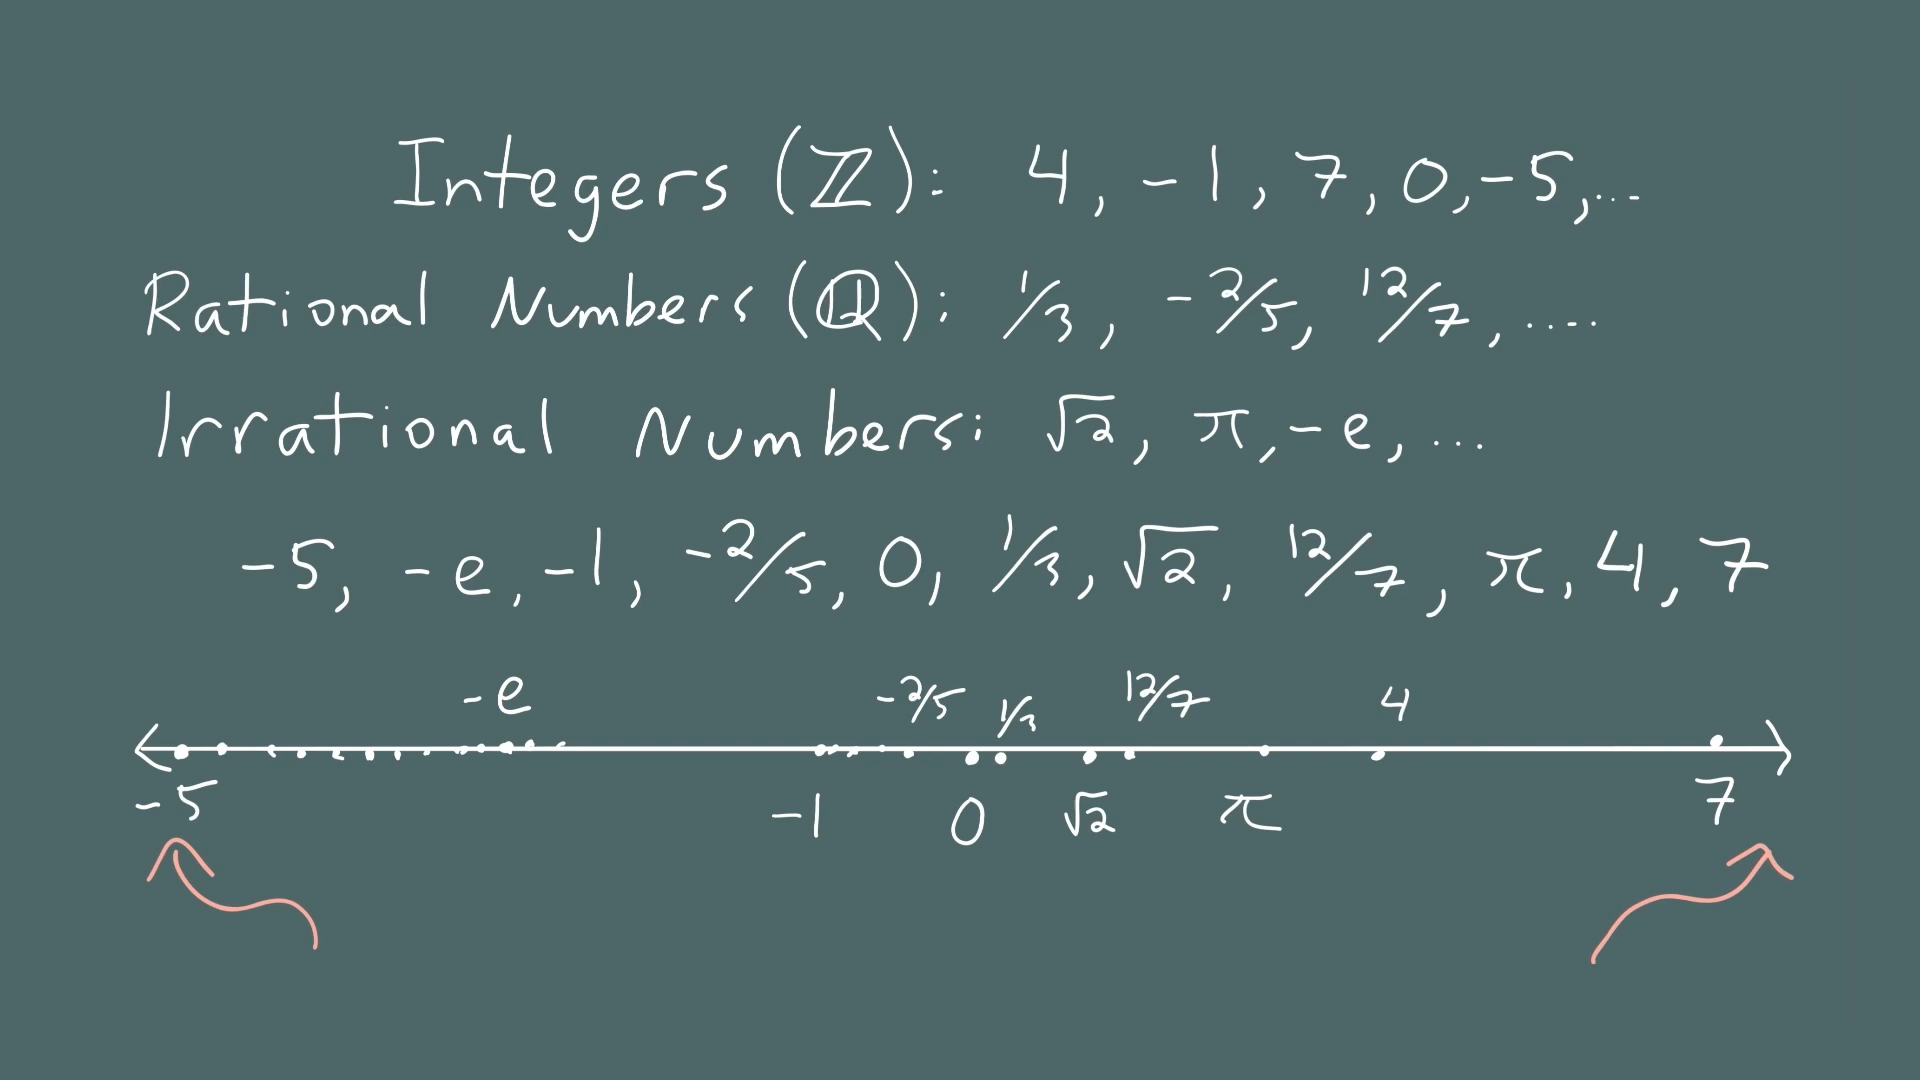 Integers (ℤ): 4, -1, 7, 0, -5, ...
Rational Numbers (ℚ): 1/3, -2/5, 12/7, ....
Irrational Numbers: √2, π, -e, ...
-5, -e, -1, -2/5, 0, 1/3, √2, 12/7, π, 4, 7
-e -2/5 1/3 12/7 4
-5 -1 0 √2 π 7